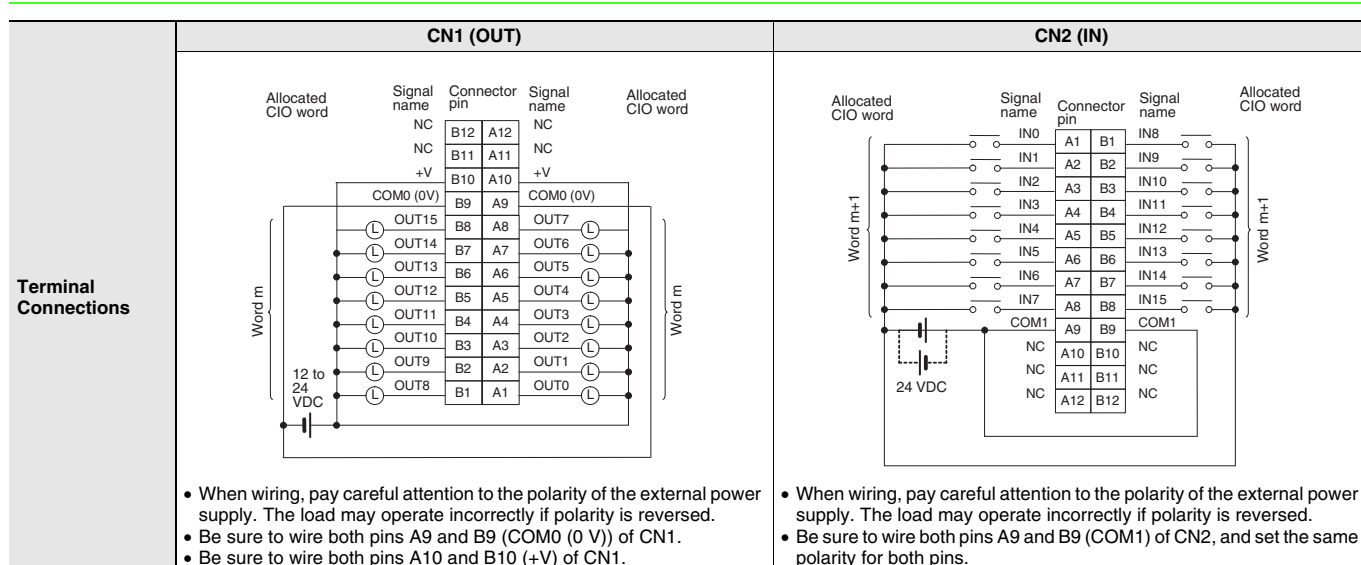 CN1 (OUT)
CN2 (IN)
Terminal
Connections
Allocated
CIO word
Signal
name
Connector
pin
Signal
name
Allocated
CIO word
NC B12 A12 NC
NC B11 A11 NC
+V B10 A10 +V
COM0 (0V) B9 A9 COM0 (0V)
OUT15 B8 A8 OUT7
L L
OUT14 B7 A7 OUT6
L L
OUT13 B6 A6 OUT5
L L
OUT12 B5 A5 OUT4
L L
OUT11 B4 A4 OUT3
L L
OUT10 B3 A3 OUT2
L L
OUT9 B2 A2 OUT1
L L
OUT8 B1 A1 OUT0
L L
Word m
Word m
12 to
24
VDC
• When wiring, pay careful attention to the polarity of the external power
supply. The load may operate incorrectly if polarity is reversed.
• Be sure to wire both pins A9 and B9 (COM0 (0 V)) of CN1.
• Be sure to wire both pins A10 and B10 (+V) of CN1.
Allocated
CIO word
Signal
name
Connector
pin
Signal
name
Allocated
CIO word
IN0 A1 B1 IN8
IN1 A2 B2 IN9
IN2 A3 B3 IN10
IN3 A4 B4 IN11
IN4 A5 B5 IN12
IN5 A6 B6 IN13
IN6 A7 B7 IN14
IN7 A8 B8 IN15
COM1 A9 B9 COM1
NC A10 B10 NC
NC A11 B11 NC
NC A12 B12 NC
Word m+1
Word m+1
24 VDC
• When wiring, pay careful attention to the polarity of the external power
supply. The load may operate incorrectly if polarity is reversed.
• Be sure to wire both pins A9 and B9 (COM1) of CN2, and set the same
polarity for both pins.